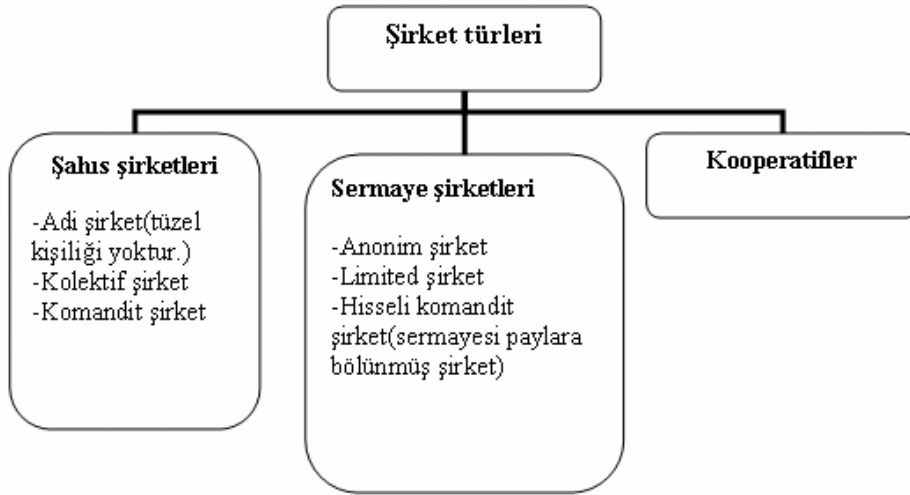 Şirket türleri
Şahıs şirketleri
-Adi şirket(tüzel
kişiliği yoktur.)
-Kolektif şirket
-Komandit şirket
Sermaye şirketleri
-Anonim şirket
-Limited şirket
-Hisseli komandit
şirket(sermayesi paylara
bölünmüş şirket)
Kooperatifler